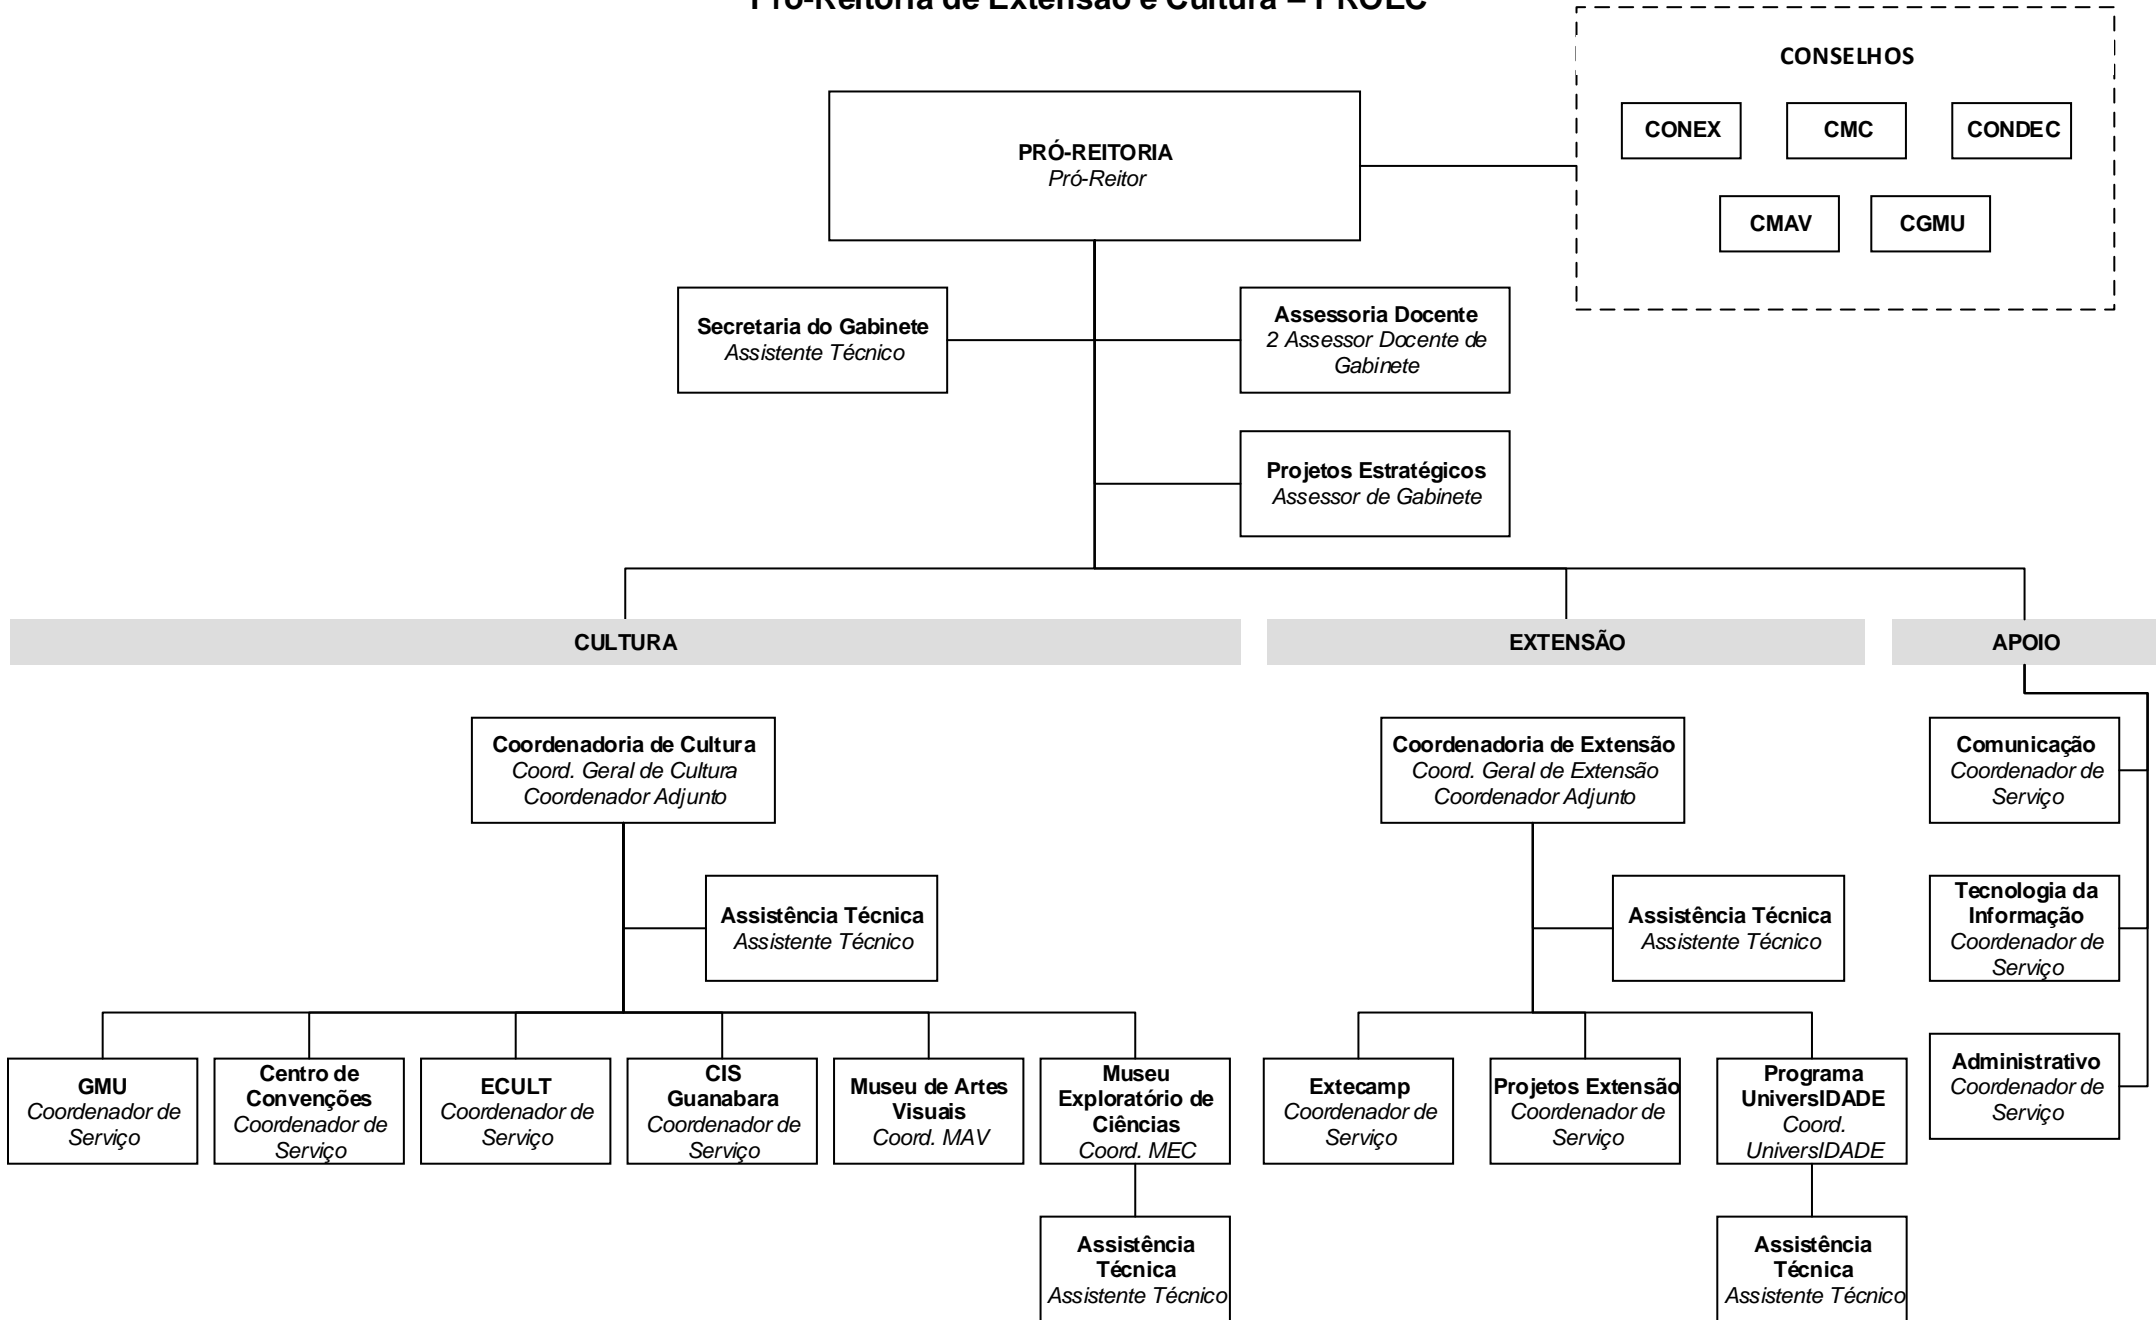 Pró-Reitoria de Extensão e Cultura – PROEC
CONSELHOS
CONEX
CMC
CONDEC
CMAV
CGMU
PRÓ-REITORIA
Pró-Reitor
Secretaria do Gabinete
Assistente Técnico
Assessoria Docente
2 Assessor Docente de
Gabinete
Projetos Estratégicos
Assessor de Gabinete
CULTURA
EXTENSÃO
APOIO
Coordenadoria de Cultura
Coord. Geral de Cultura
Coordenador Adjunto
Assistência Técnica
Assistente Técnico
GMU
Coordenador de
Serviço
Centro de
Convenções
Coordenador de
Serviço
ECULT
Coordenador de
Serviço
CIS
Guanabara
Coordenador de
Serviço
Museu de Artes
Visuais
Coord. MAV
Museu
Exploratório de
Ciências
Coord. MEC
Assistência
Técnica
Assistente Técnico
Coordenadoria de Extensão
Coord. Geral de Extensão
Coordenador Adjunto
Assistência Técnica
Assistente Técnico
Extecamp
Coordenador de
Serviço
Projetos Extensão
Coordenador de
Serviço
Programa
UniversIDADE
Coord.
UniversIDADE
Assistência
Técnica
Assistente Técnico
Comunicação
Coordenador de
Serviço
Tecnologia da
Informação
Coordenador de
Serviço
Administrativo
Coordenador de
Serviço